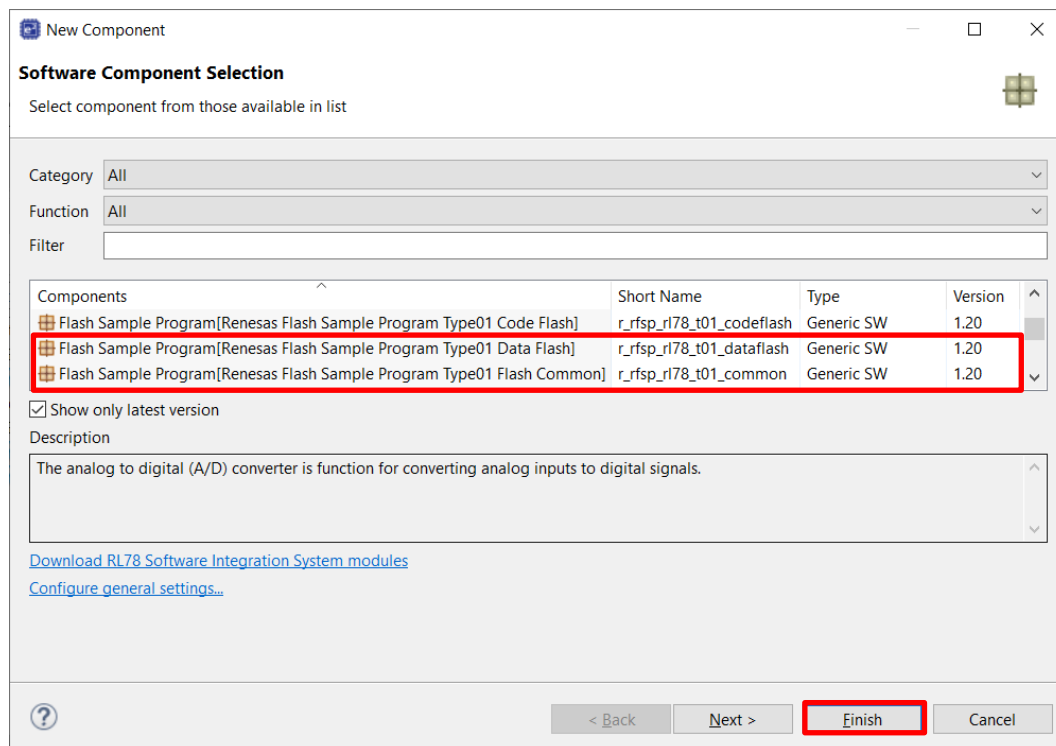 New Component
Software Component Selection
Select component from those available in list
Category All
Function All
Filter
Components Short Name Type Version
Flash Sample Program[Renesas Flash Sample Program Type01 Code Flash] r_rfsp_rl78_t01_codeflash Generic SW 1.20
Flash Sample Program[Renesas Flash Sample Program Type01 Data Flash] r_rfsp_rl78_t01_dataflash Generic SW 1.20
Flash Sample Program[Renesas Flash Sample Program Type01 Flash Common] r_rfsp_rl78_t01_common Generic SW 1.20
Show only latest version
Description
The analog to digital (A/D) converter is function for converting analog inputs to digital signals.
Download RL78 Software Integration System modules
Configure general settings...
? < Back Next > Finish Cancel